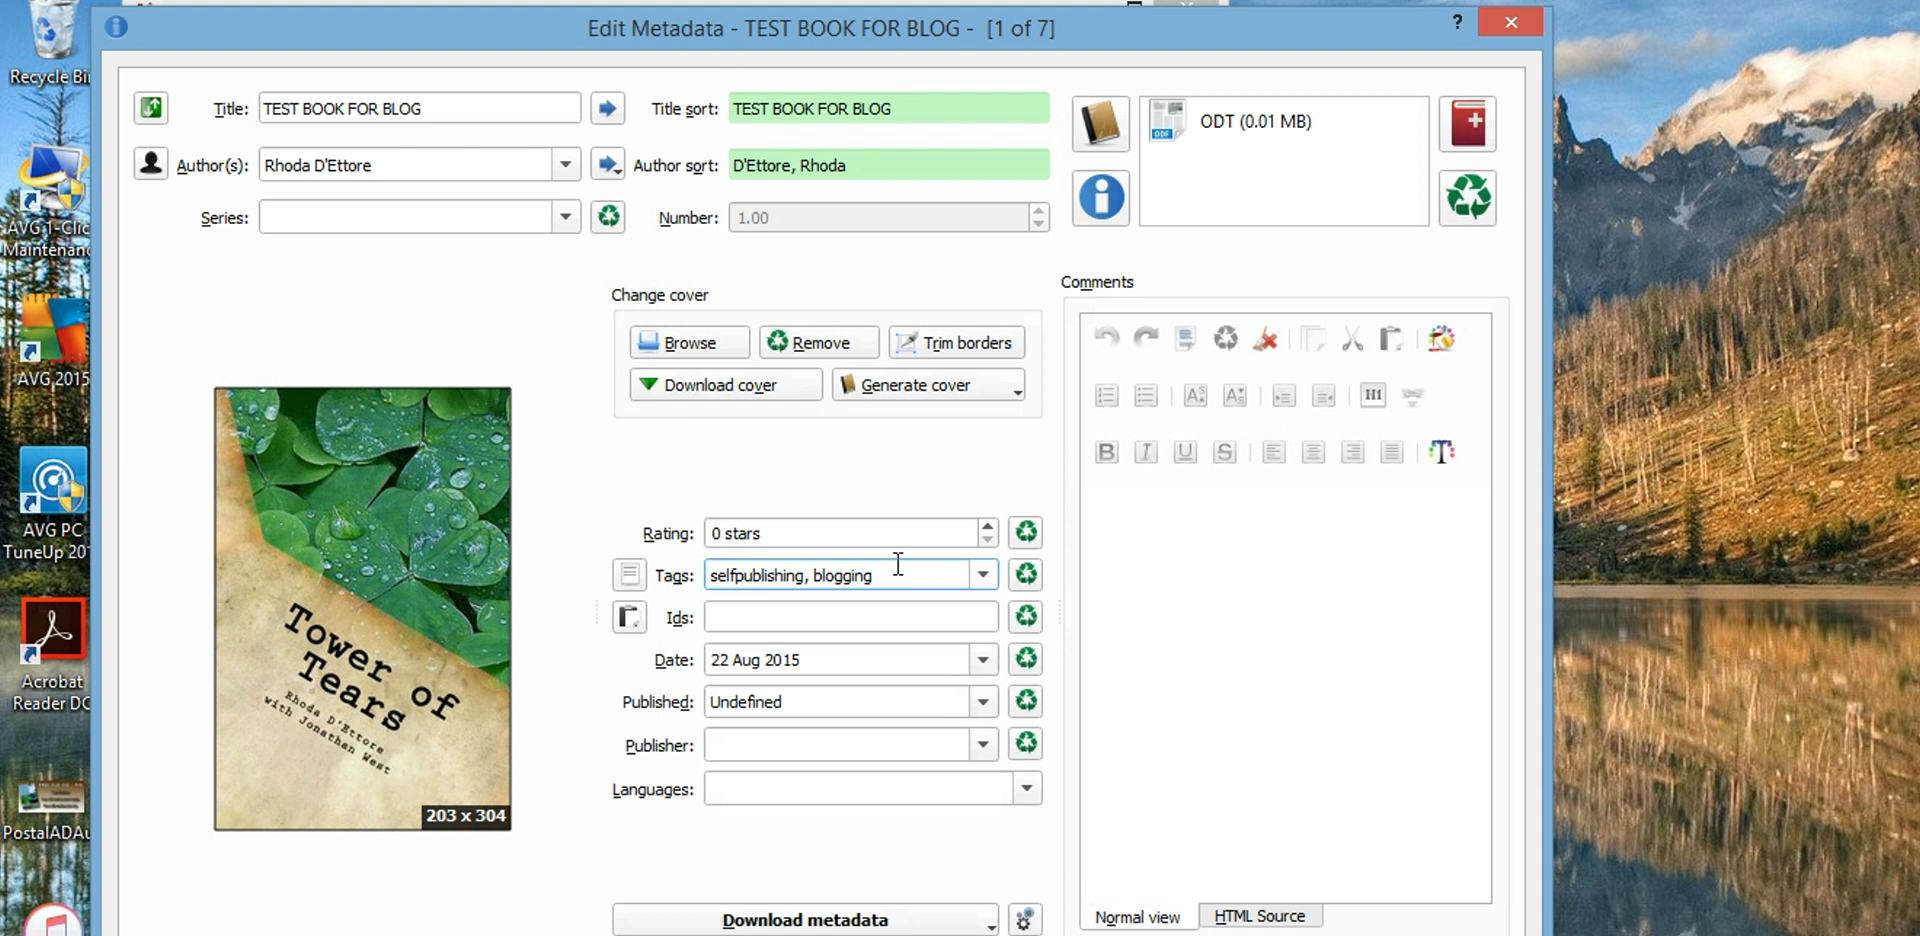 Edit Metadata - TEST BOOK FOR BLOG - [1 of 7]
?
Recycle Bi
AVG 1-Clic
Maintenanc
AVG 2015
AVG PC
TuneUp 20
Acrobat
Reader DC
PostalADAu
Title: TEST BOOK FOR BLOG
Title sort: TEST BOOK FOR BLOG
Author(s): Rhoda D'Ettore
Author sort: D'Ettore, Rhoda
Series:
Number: 1.00
ODF
ODT (0.01 MB)
Change cover
Browse
Remove
Trim borders
Download cover
Generate cover
Tower of
Tears
Rhoda D'Ettore
with Jonathan West
203 x 304
Rating: 0 stars
Tags: selfpublishing, blogging
Ids:
Date: 22 Aug 2015
Published: Undefined
Publisher:
Languages:
Download metadata
Comments
H1
B I U S
Normal view
HTML Source